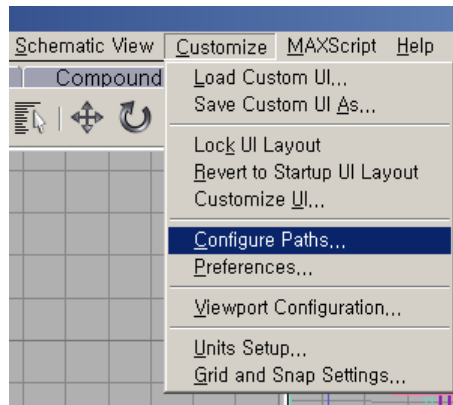 Schematic View Customize MAXScript Help
Compound
Load Custom UI...
Save Custom UI As...
Lock UI Layout
Revert to Startup UI Layout
Customize UI...
Configure Paths...
Preferences...
Viewport Configuration...
Units Setup...
Grid and Snap Settings...